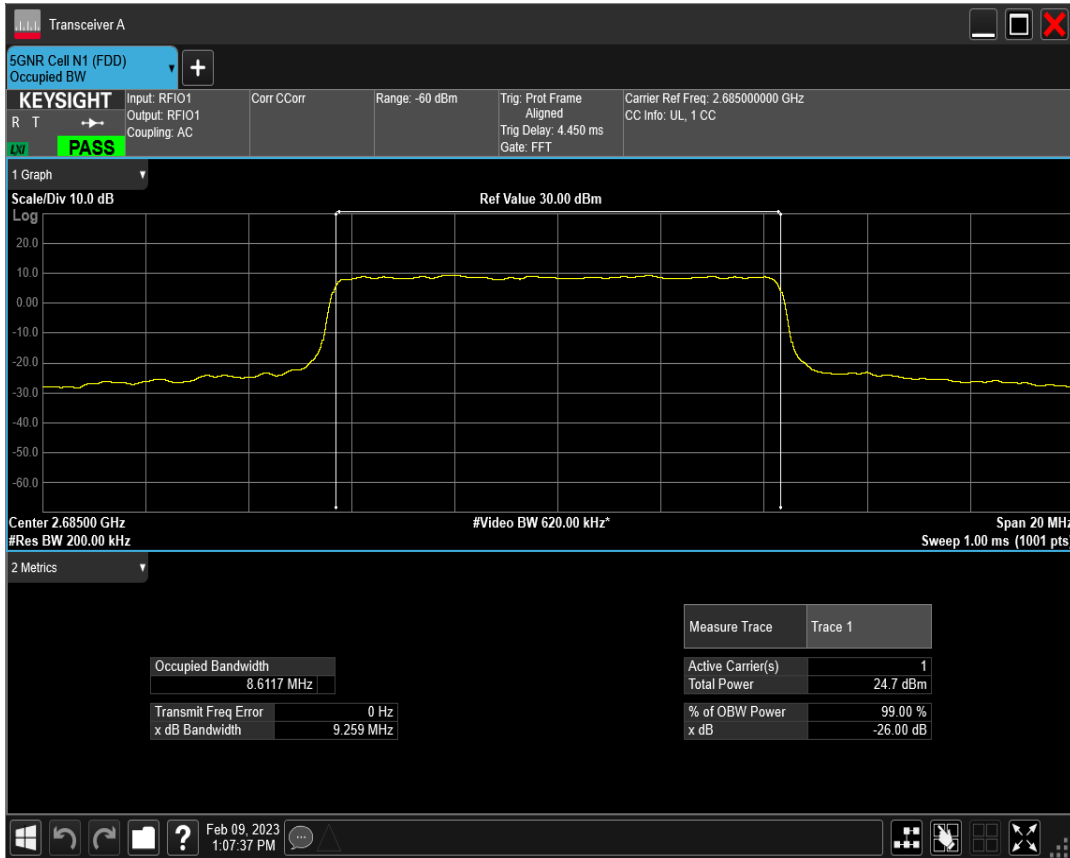 Transceiver A
5GNR Cell N1 (FDD)
Occupied BW
+
KEYSIGHT
R T
LXI
PASS
Input: RFIO1
Output: RFIO1
Coupling: AC
Corr CCorr
Range: -60 dBm
Trig: Prot Frame
Aligned
Trig Delay: 4.450 ms
Gate: FFT
Carrier Ref Freq: 2.685000000 GHz
CC Info: UL, 1 CC
1 Graph
Scale/Div 10.0 dB
Ref Value 30.00 dBm
Log
20.0
10.0
0.00
-10.0
-20.0
-30.0
-40.0
-50.0
-60.0
Center 2.68500 GHz
#Video BW 620.00 kHz*
Span 20 MHz
#Res BW 200.00 kHz
Sweep 1.00 ms (1001 pts)
2 Metrics
Measure Trace Trace 1
Occupied Bandwidth
8.6117 MHz
Active Carrier(s) 1
Total Power 24.7 dBm
Transmit Freq Error 0 Hz
x dB Bandwidth 9.259 MHz
% of OBW Power 99.00 %
x dB -26.00 dB
?
Feb 09, 2023
1:07:37 PM